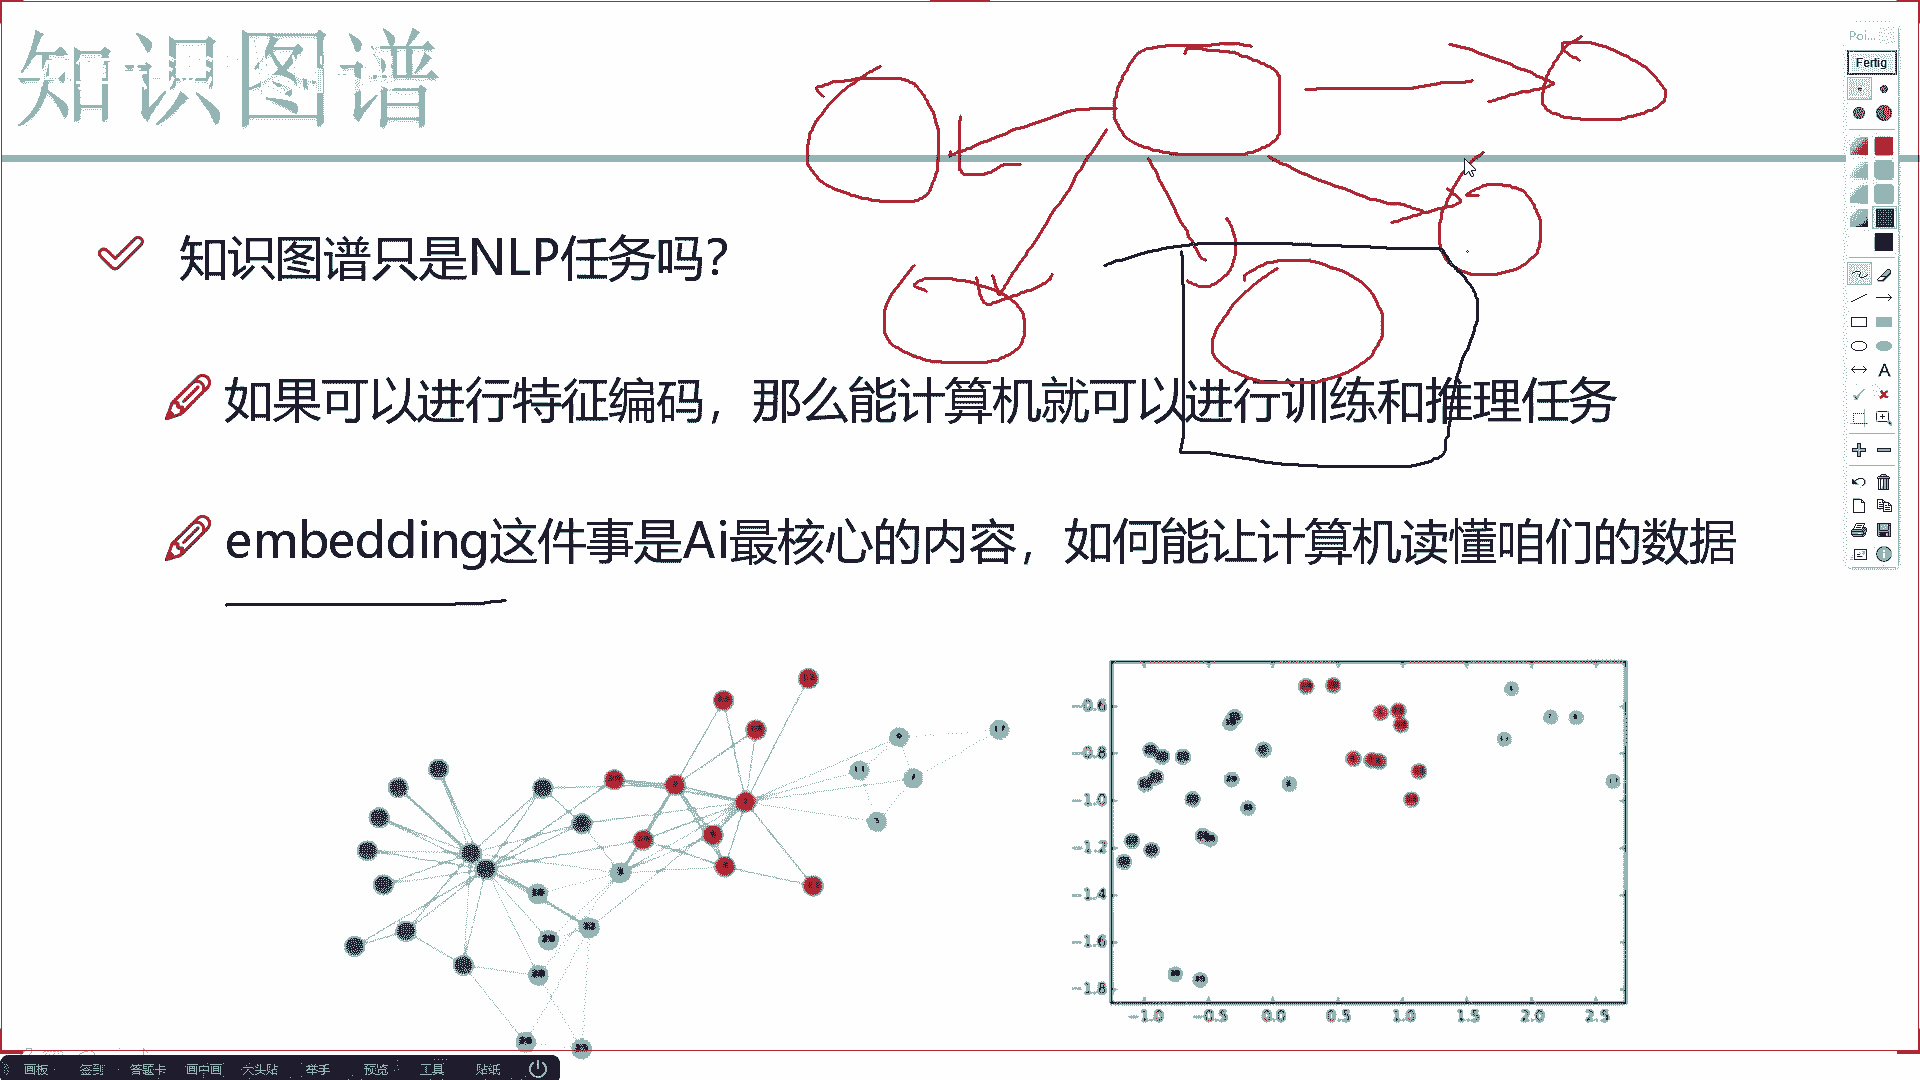 知识图谱
Poi...
Fertig
知识图谱只是NLP任务吗？
如果可以进行特征编码，那么能计算机就可以进行训练和推理任务
A
embedding这件事是Ai最核心的内容，如何能让计算机读懂咱们的数据
-0.6
-0.8
-1.0
-1.2
-1.4
-1.6
-1.8
-1.0 -0.5 0.0 0.5 1.0 1.5 2.0 2.5
画板 签到 答题卡 画中画 大头贴 举手 预览 工具 贴纸